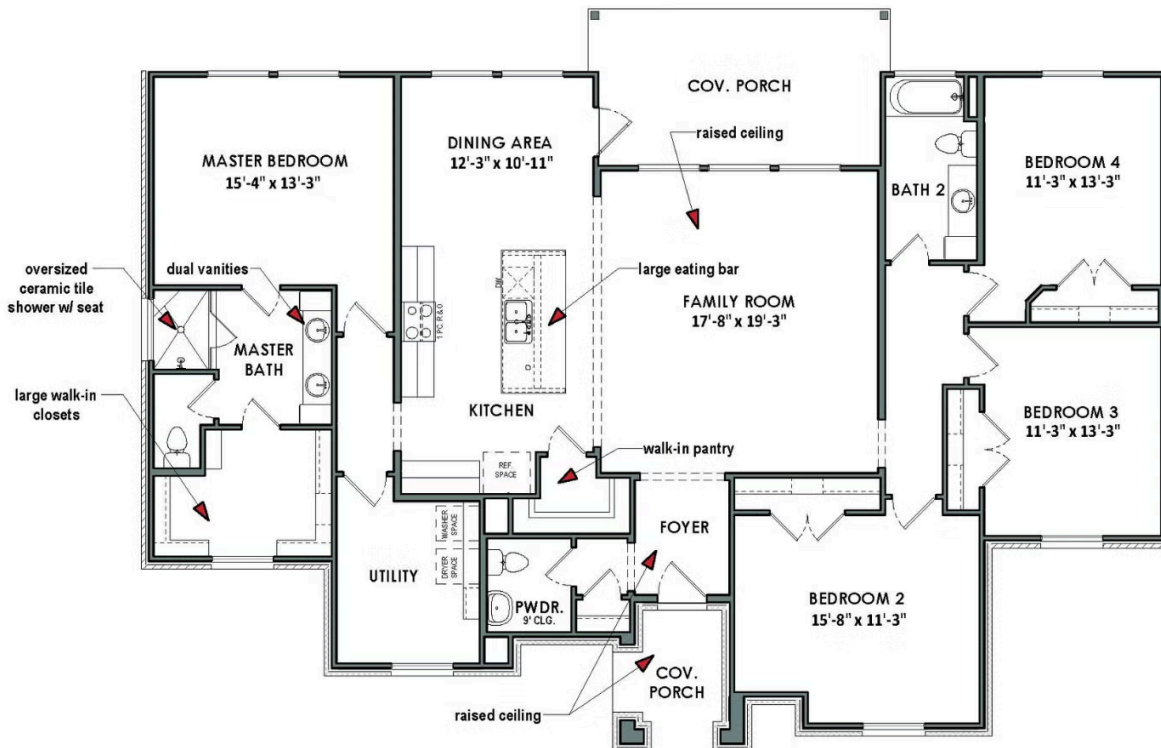 COV. PORCH
raised ceiling
MASTER BEDROOM
15'-4" x 13'-3"
DINING AREA
12'-3" x 10'-11"
BATH 2
BEDROOM 4
11'-3" x 13'-3"
oversized
ceramic tile
shower w/ seat
dual vanities
DW
large eating bar
1 PC R & O
FAMILY ROOM
17'-8" x 19'-3"
MASTER
BATH
large walk-in
closets
KITCHEN
BEDROOM 3
11'-3" x 13'-3"
REF.
SPACE
walk-in pantry
WASHER
SPACE
DRYER
SPACE
UTILITY
FOYER
PWDR.
9' CLG.
BEDROOM 2
15'-8" x 11'-3"
COV.
PORCH
raised ceiling